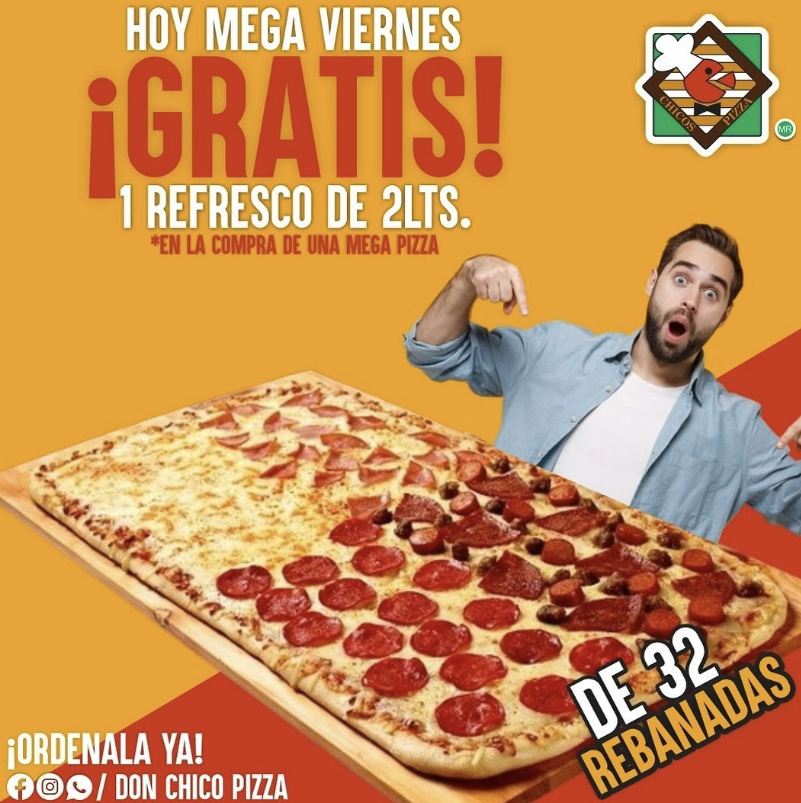 HOY MEGA VIERNES
¡GRATIS!
1 REFRESCO DE 2LTS.
*EN LA COMPRA DE UNA MEGA PIZZA
CHICOS PIZZA
MR
DE 32
REBANADAS
¡ORDENALA YA!
/ DON CHICO PIZZA